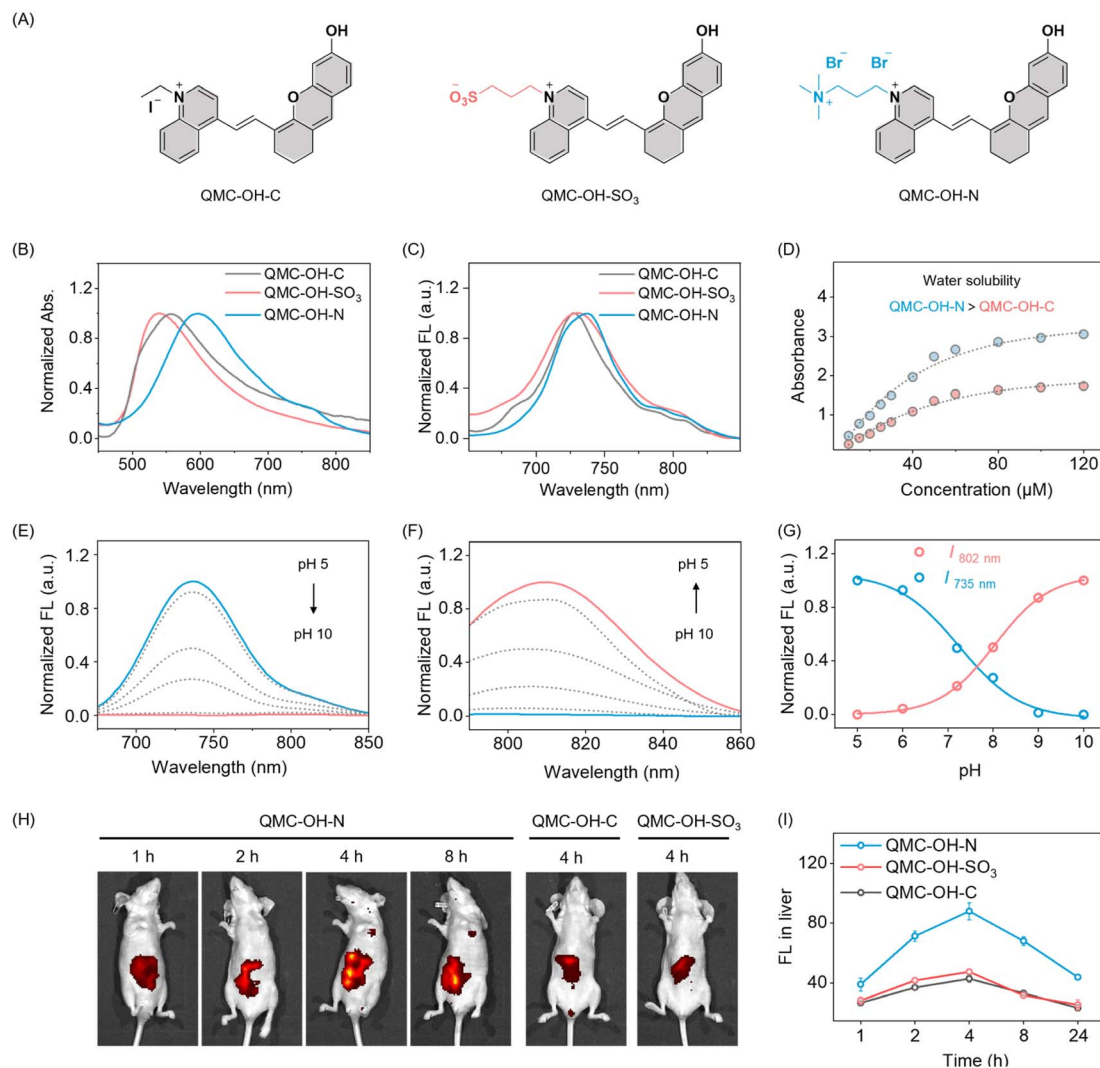 (A)
OH
OH
OH
Br⁻ Br⁻
N⁺
I⁻
⁻O₃S
N⁺
N⁺
N⁺
O
O
O
QMC-OH-C
QMC-OH-SO₃
QMC-OH-N
(B)
QMC-OH-C
QMC-OH-SO₃
QMC-OH-N
Normalized Abs.
1.2
0.8
0.4
0.0
500 600 700 800
Wavelength (nm)
(C)
QMC-OH-C
QMC-OH-SO₃
QMC-OH-N
Normalized FL (a.u.)
1.2
0.8
0.4
0.0
700 750 800
Wavelength (nm)
(D)
Water solubility
QMC-OH-N > QMC-OH-C
Absorbance
4
3
2
1
40 80 120
Concentration (µM)
(E)
pH 5
pH 10
Normalized FL (a.u.)
1.2
0.8
0.4
0.0
700 750 800 850
Wavelength (nm)
(F)
pH 5
pH 10
Normalized FL (a.u.)
1.2
0.8
0.4
0.0
800 820 840 860
Wavelength (nm)
(G)
I 802 nm
I 735 nm
Normalized FL (a.u.)
1.2
0.8
0.4
0.0
5 6 7 8 9 10
pH
(H)
QMC-OH-N QMC-OH-C QMC-OH-SO₃
1 h 2 h 4 h 8 h 4 h 4 h
(I)
QMC-OH-N
QMC-OH-SO₃
QMC-OH-C
FL in liver
120
80
40
1 2 4 8 24
Time (h)